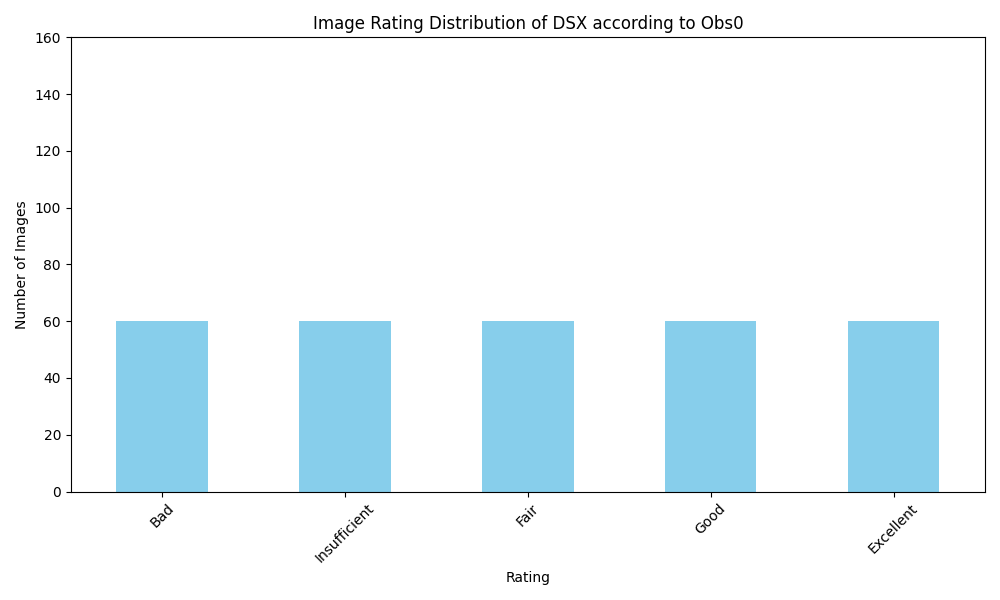 Image Rating Distribution of DSX according to Obs0
160
140
120
100
80
60
40
20
0
Number of Images
Bad
Insufficient
Fair
Good
Excellent
Rating